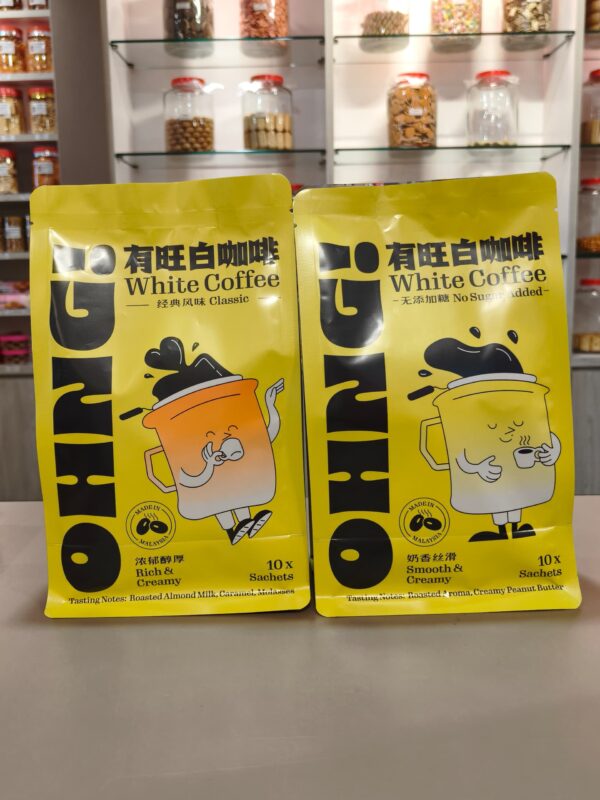 OHNG!
有旺白咖啡
White Coffee
经典风味 Classic
MADE IN
MALAYSIA
浓郁醇厚
Rich &
Creamy
10 x
Sachets
Tasting Notes: Roasted Almond Milk, Caramel, Molasses
OHNG!
有旺白咖啡
White Coffee
无添加糖 No Sugar Added
MADE IN
MALAYSIA
奶香丝滑
Smooth &
Creamy
10 x
Sachets
Tasting Notes: Roasted Aroma, Creamy Peanut Butter